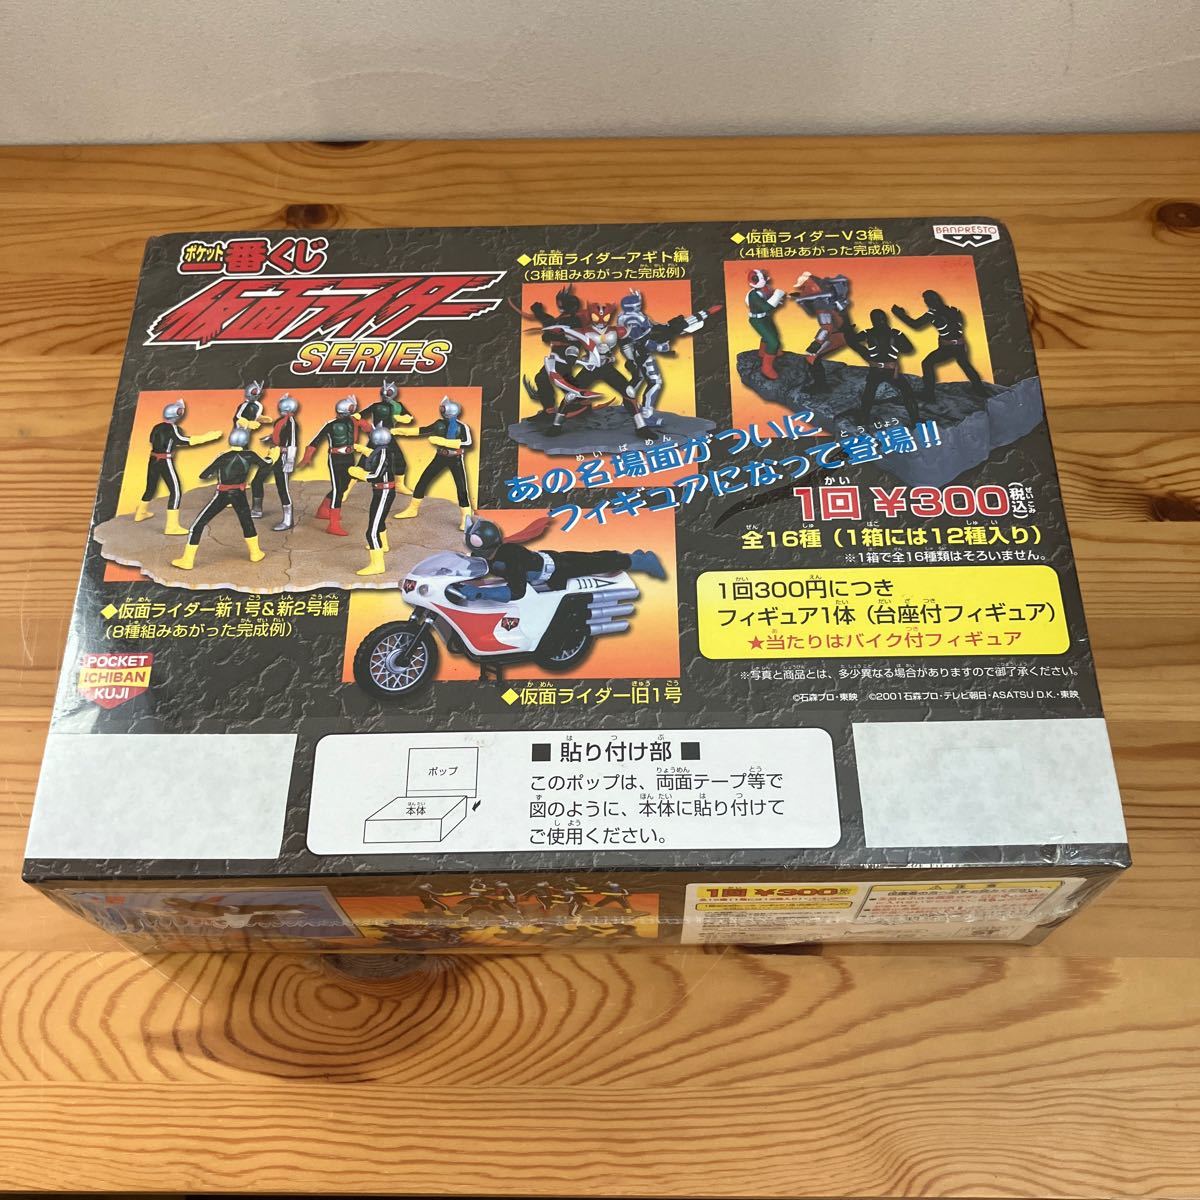 ポケット
一番くじ
仮面ライダー
SERIES
◆仮面ライダーアギト編
(3種組みあがった完成例)
◆仮面ライダーV3編
(4種組みあがった完成例)
BANPRESTO
あの名場面がついに
フィギュアになって登場!!
1回 ¥300(税込)
全16種(1箱には12種入り)
※1箱で全16種類はそろいません。
1回300円につき
フィギュア1体(台座付フィギュア)
★当たりはバイク付フィギュア
※写真と商品とは、多少異なる場合がありますので御了承ください。
©石森プロ・東映 ©2001石森プロ・テレビ朝日・ASATSU D.K.・東映
◆仮面ライダー新1号&新2号編
(8種組みあがった完成例)
POCKET
ICHIBAN
KUJI
◆仮面ライダー旧1号
■ 貼り付け部 ■
ポップ
本体
このポップは、両面テープ等で
図のように、本体に貼り付けて
ご使用ください。
1回 ¥300